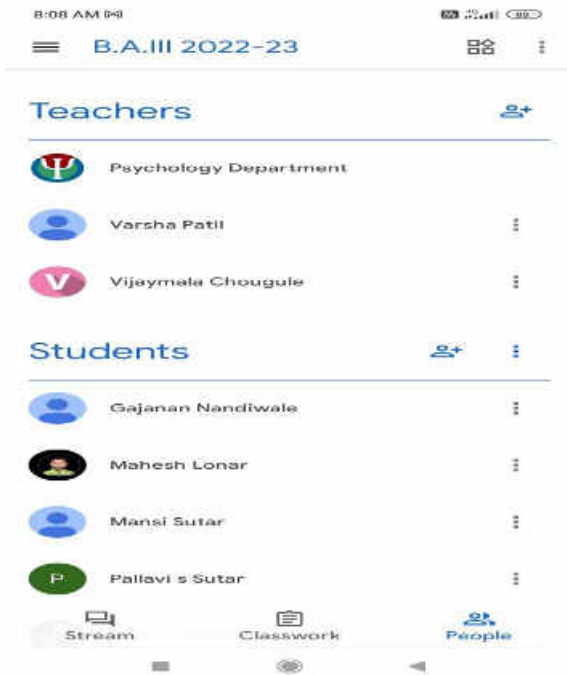 8:08 AM
B.A.III 2022-23
Teachers
Ψ Psychology Department
Varsha Patil
V Vijaymala Chougule
Students
Gajanan Nandiwale
Mahesh Lonar
Mansi Sutar
P Pallavi s Sutar
Stream Classwork People